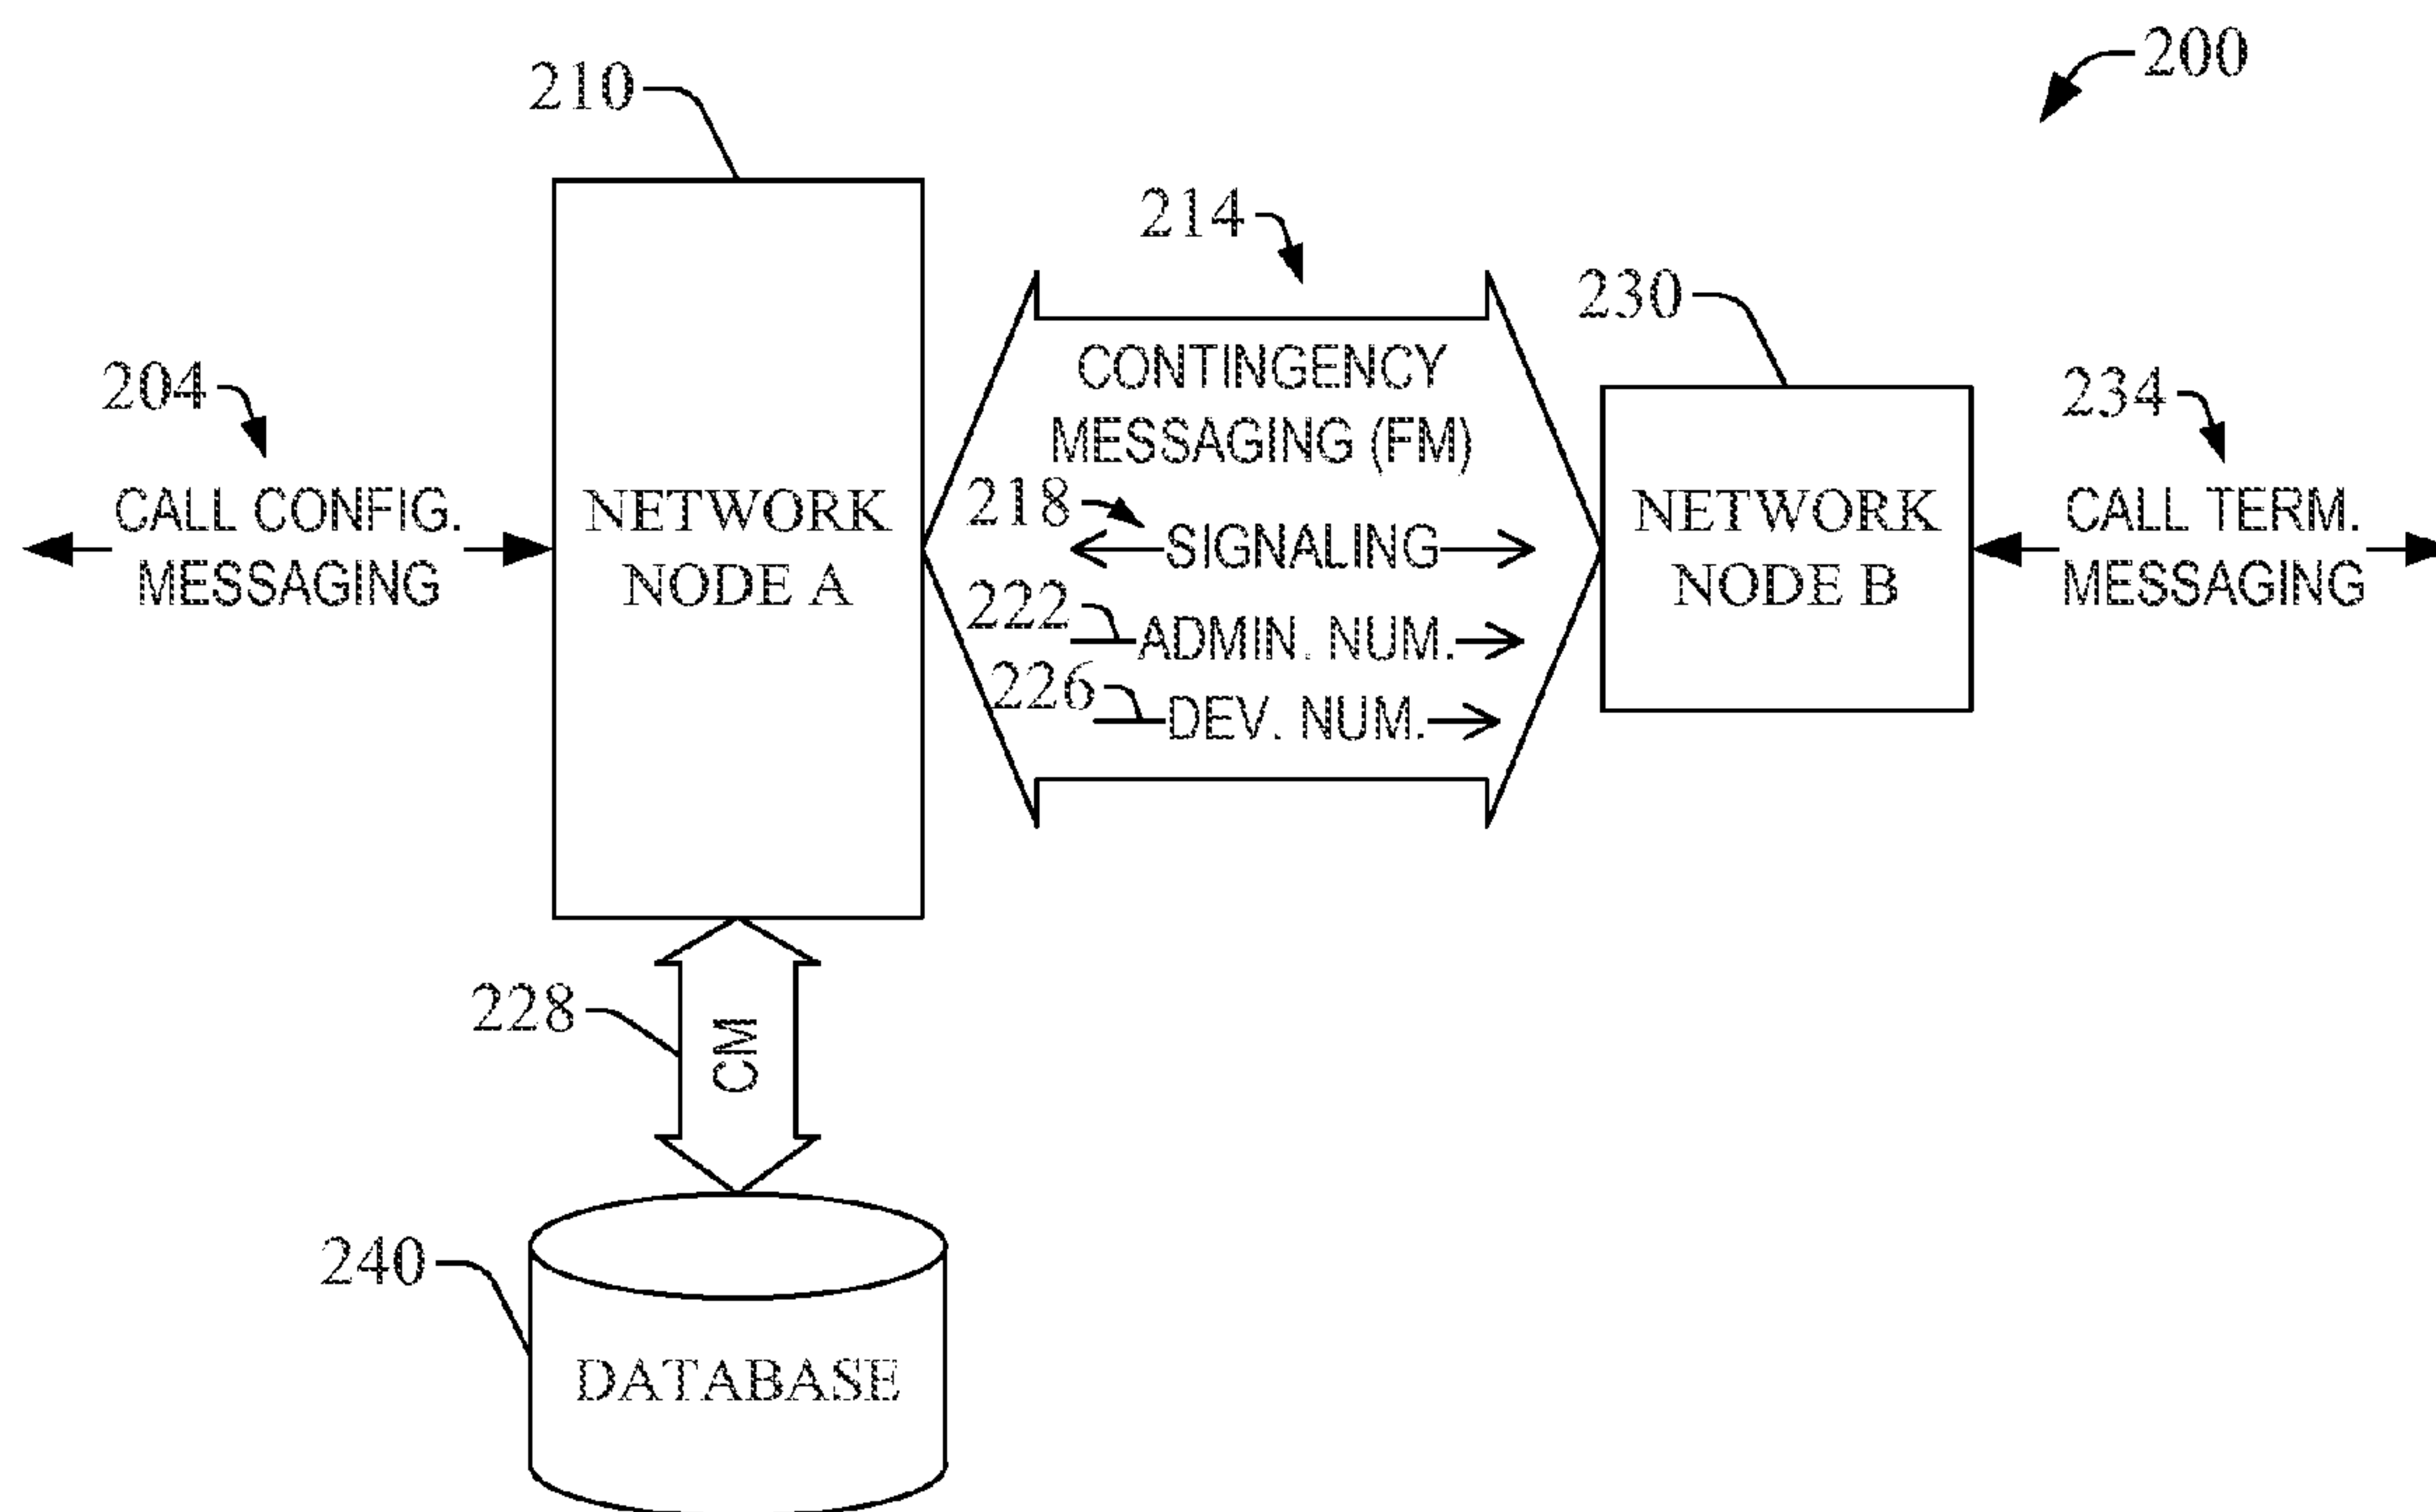 200
210
214
230
204
234
CONTINGENCY
MESSAGING (FM)
CALL CONFIG.
MESSAGING
NETWORK
NODE A
218
SIGNALING
222
ADMIN. NUM.
226
DEV. NUM.
NETWORK
NODE B
CALL TERM.
MESSAGING
228
CM
240
DATABASE